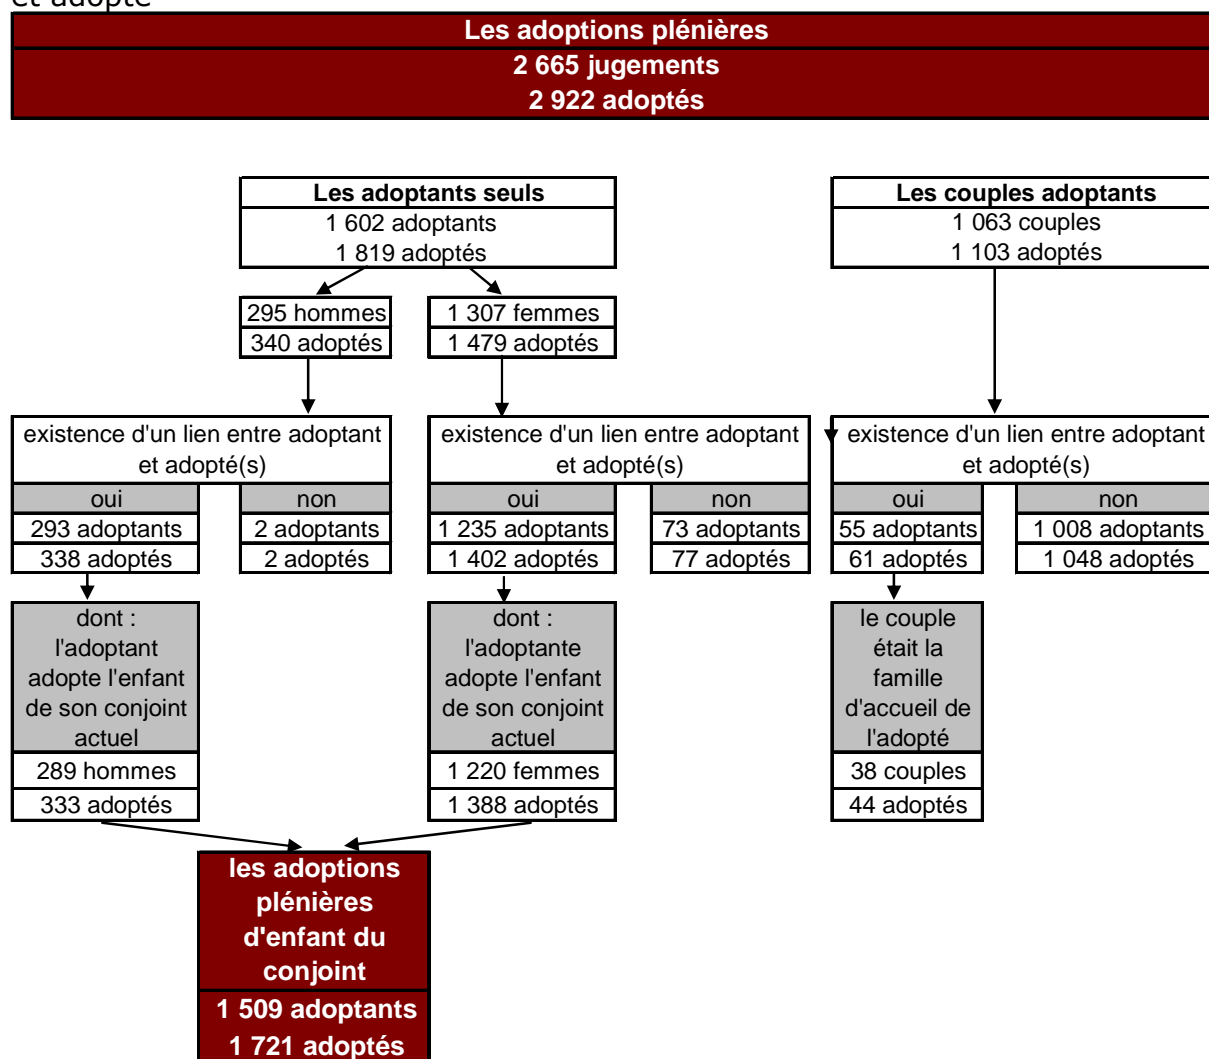 et adopté
Les adoptions plénières
2 665 jugements
2 922 adoptés
Les adoptants seuls
1 602 adoptants
1 819 adoptés
Les couples adoptants
1 063 couples
1 103 adoptés
295 hommes
340 adoptés
1 307 femmes
1 479 adoptés
existence d'un lien entre adoptant
et adopté(s)
oui
non
293 adoptants
2 adoptants
338 adoptés
2 adoptés
existence d'un lien entre adoptant
et adopté(s)
oui
non
1 235 adoptants
73 adoptants
1 402 adoptés
77 adoptés
existence d'un lien entre adoptant
et adopté(s)
oui
non
55 adoptants
1 008 adoptants
61 adoptés
1 048 adoptés
dont :
l'adoptant
adopte l'enfant
de son conjoint
actuel
289 hommes
333 adoptés
dont :
l'adoptante
adopte l'enfant
de son conjoint
actuel
1 220 femmes
1 388 adoptés
le couple
était la
famille
d'accueil de
l'adopté
38 couples
44 adoptés
les adoptions
plénières
d'enfant du
conjoint
1 509 adoptants
1 721 adoptés